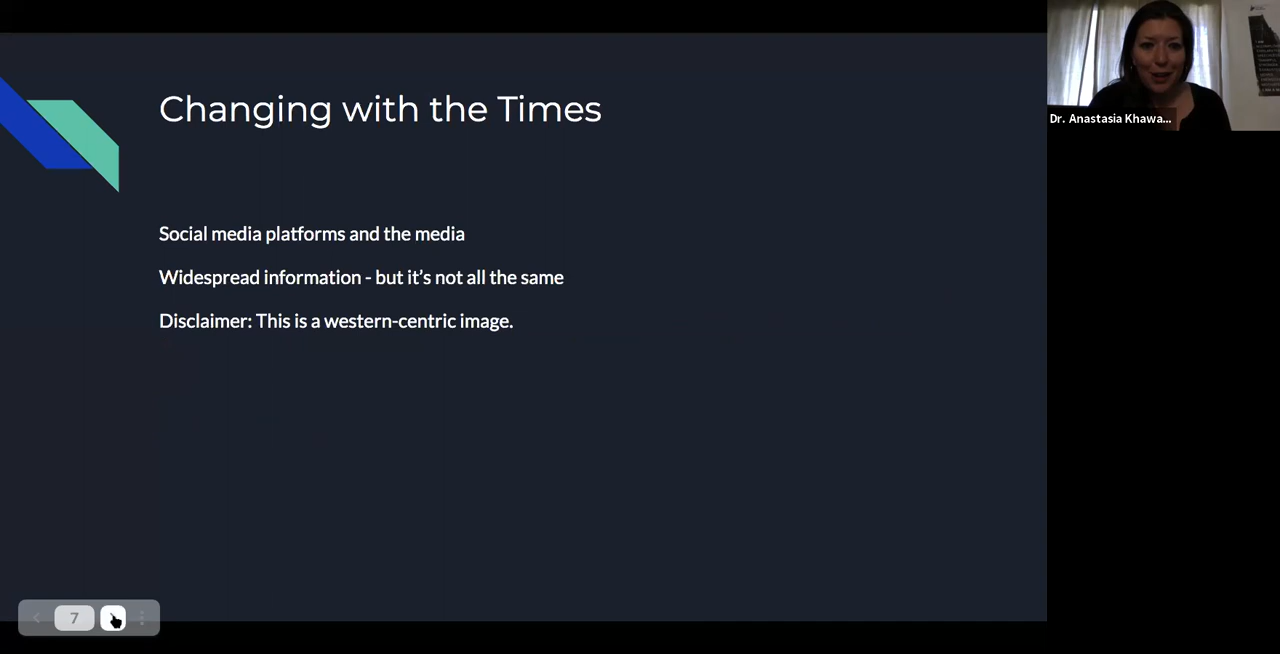 Changing with the Times
Social media platforms and the media
Widespread information - but it's not all the same
Disclaimer: This is a western-centric image.
Dr. Anastasia Khawa...
7